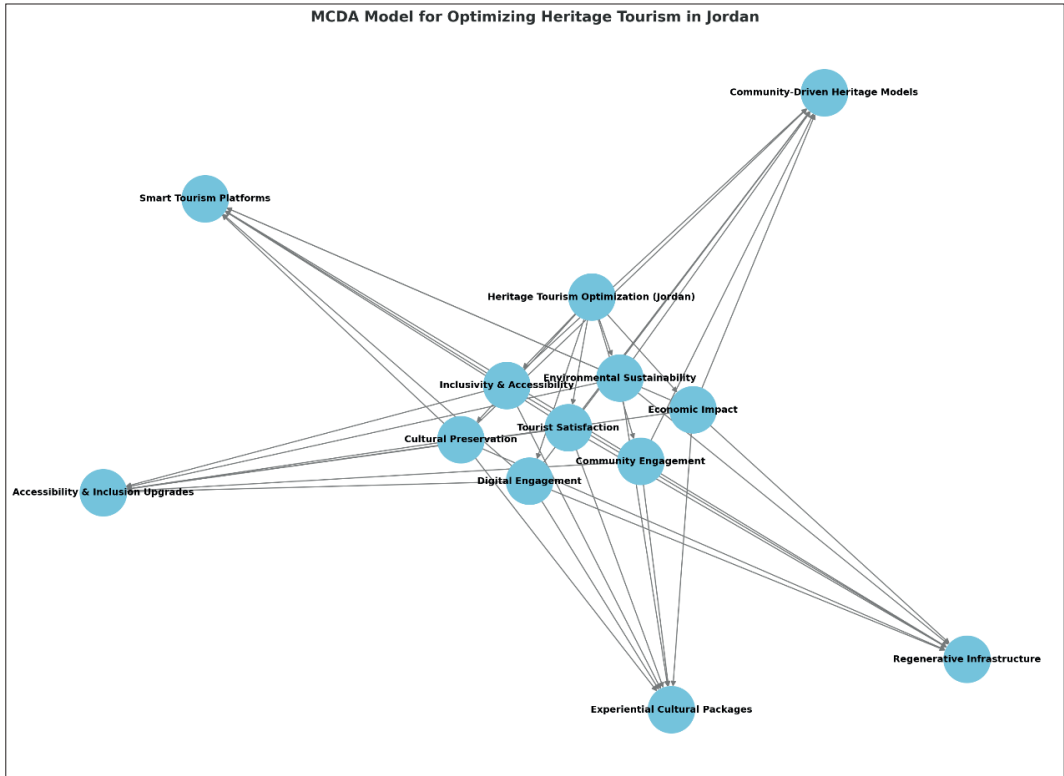 MCDA Model for Optimizing Heritage Tourism in Jordan
Community-Driven Heritage Models
Smart Tourism Platforms
Heritage Tourism Optimization (Jordan)
Environmental Sustainability
Inclusivity & Accessibility
Economic Impact
Tourist Satisfaction
Cultural Preservation
Community Engagement
Digital Engagement
Accessibility & Inclusion Upgrades
Regenerative Infrastructure
Experiential Cultural Packages